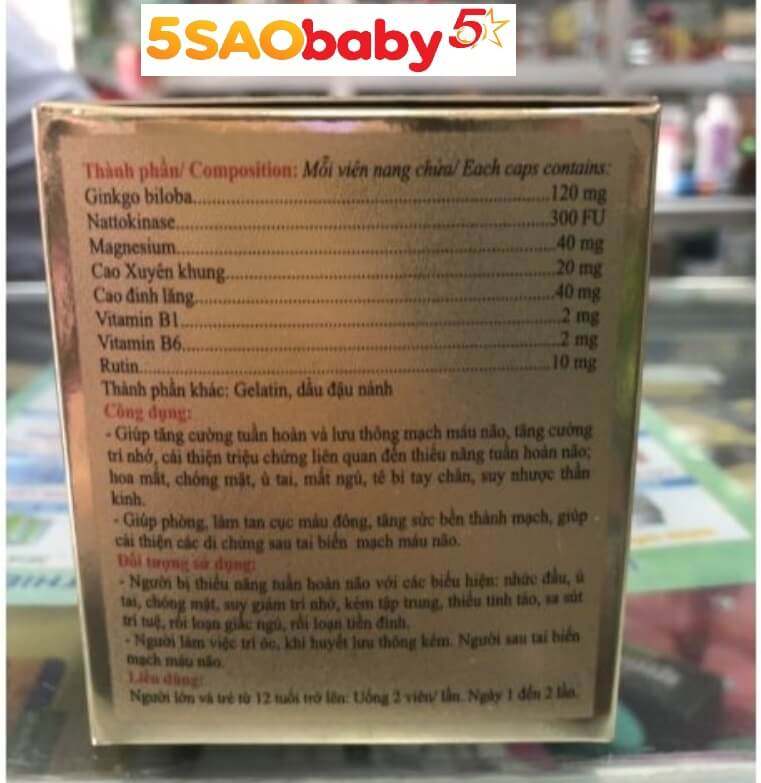 5SAObaby5
Thành phần/ Composition: Mỗi viên nang chứa/ Each caps contains:
Ginkgo biloba..........120 mg
Nattokinase..........300 FU
Magnesium..........40 mg
Cao Xuyên khung..........20 mg
Cao đinh lăng..........40 mg
Vitamin B1..........2 mg
Vitamin B6..........2 mg
Rutin..........10 mg
Thành phần khác: Gelatin, dầu đậu nành
Công dụng:
- Giúp tăng cường tuần hoàn và lưu thông mạch máu não, tăng cường
trí nhớ, cải thiện triệu chứng liên quan đến thiểu năng tuần hoàn não;
hoa mắt, chóng mặt, ù tai, mất ngủ, tê bì tay chân, suy nhược thần
kinh.
- Giúp phòng, làm tan cục máu đông, tăng sức bền thành mạch, giúp
cải thiện các di chứng sau tai biến mạch máu não.
Đối tượng sử dụng:
- Người bị thiểu năng tuần hoàn não với các biểu hiện: nhức đầu, ù
tai, chóng mặt, suy giảm trí nhớ, kém tập trung, thiếu tỉnh táo, sa sút
trí tuệ, rối loạn giấc ngủ, rối loạn tiền đình.
- Người làm việc trí óc, khí huyết lưu thông kém. Người sau tai biến
mạch máu não.
Liều dùng:
Người lớn và trẻ từ 12 tuổi trở lên: Uống 2 viên/ lần. Ngày 1 đến 2 lần.